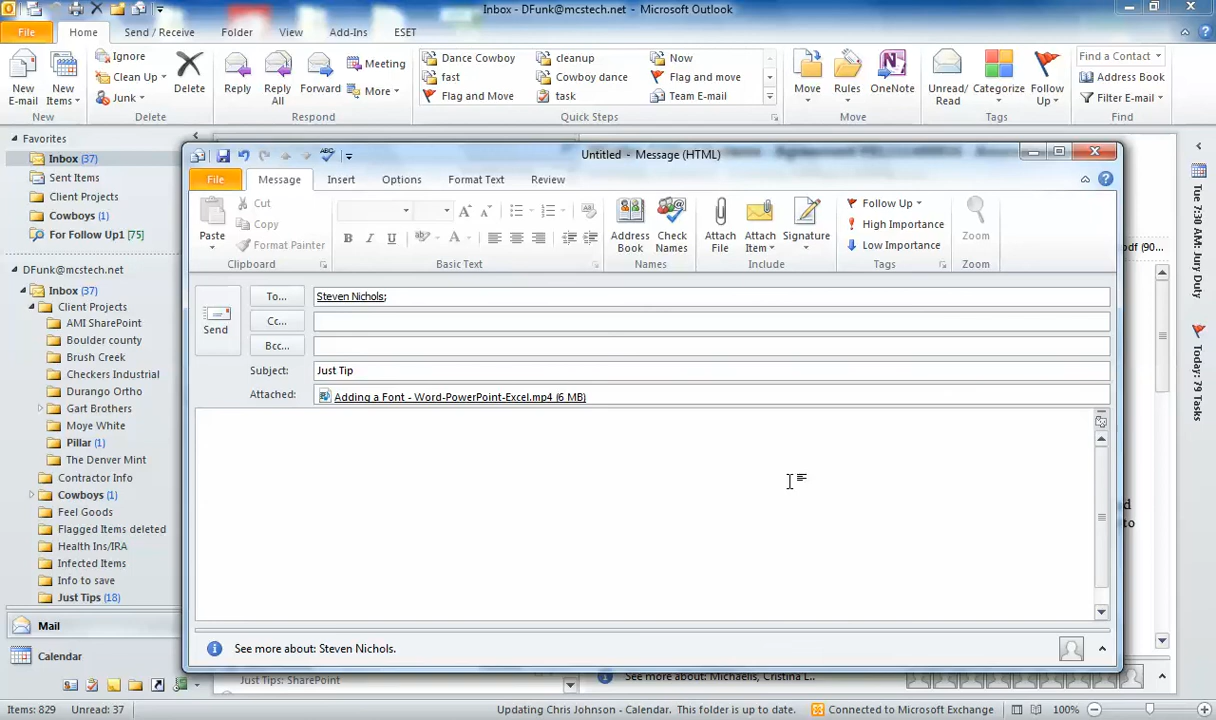 Inbox - DFunk@mcstech.net - Microsoft Outlook
File Home Send / Receive Folder View Add-Ins ESET
New E-mail
New Items
New
Ignore
Clean Up
Junk
Delete
Delete
Reply
Reply All
Forward
Meeting
More
Respond
Dance Cowboy cleanup Now
fast Cowboy dance Flag and move
Flag and Move task Team E-mail
Quick Steps
Move
Rules
OneNote
Move
Unread/ Read
Categorize
Follow Up
Tags
Find a Contact
Address Book
Filter E-mail
Find
Favorites
Inbox (37)
Sent Items
Client Projects
Cowboys (1)
For Follow Up1 [75]
DFunk@mcstech.net
Inbox (37)
Client Projects
AMI SharePoint
Boulder county
Brush Creek
Checkers Industrial
Durango Ortho
Gart Brothers
Moye White
Pillar (1)
The Denver Mint
Contractor Info
Cowboys (1)
Feel Goods
Flagged Items deleted
Health Ins/IRA
Infected Items
Info to save
Just Tips (18)
Mail
Calendar
Untitled - Message (HTML)
File Message Insert Options Format Text Review
Paste
Cut
Copy
Format Painter
Clipboard
B I U
Basic Text
Address Book
Check Names
Names
Attach File
Attach Item
Signature
Include
Follow Up
High Importance
Low Importance
Tags
Zoom
Zoom
Send
To... Steven Nichols;
Cc...
Bcc...
Subject: Just Tip
Attached: Adding a Font - Word-PowerPoint-Excel.mp4 (6 MB)
See more about: Steven Nichols.
Just Tips: SharePoint
See more about: Michaelis, Cristina L..
pdf (90...
d
to
Tue 7:30 AM: Jury Duty
Today: 79 Tasks
Items: 829 Unread: 37 Updating Chris Johnson - Calendar. This folder is up to date. Connected to Microsoft Exchange 100%